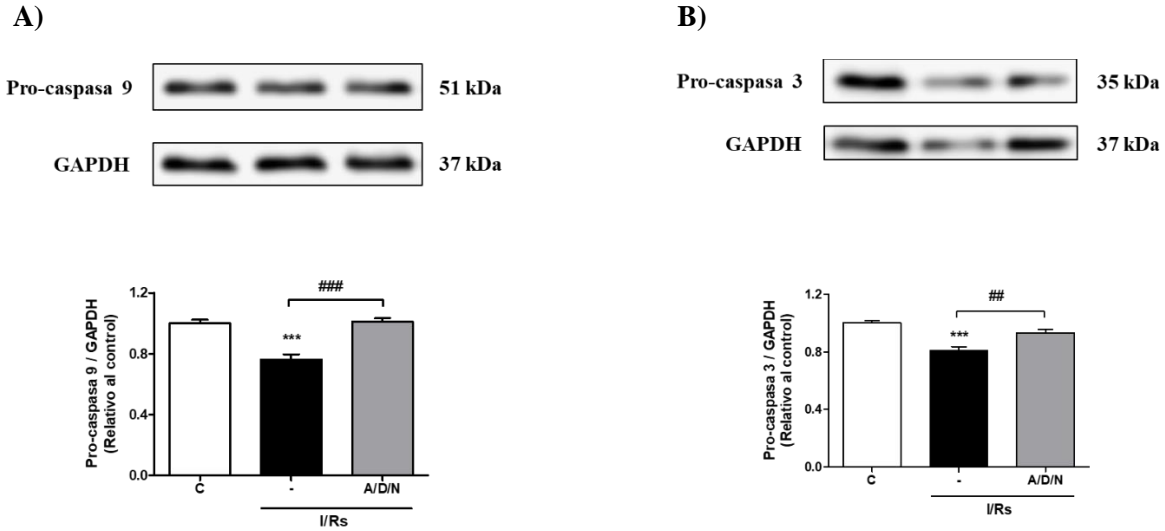 A)
Pro-caspasa 9
51 kDa
GAPDH
37 kDa
Pro-caspasa 9 / GAPDH
(Relativo al control)
1.2
0.8
0.4
0.0
###
***
C
-
A/D/N
I/Rs
B)
Pro-caspasa 3
35 kDa
GAPDH
37 kDa
Pro-caspasa 3 / GAPDH
(Relativo al control)
1.2
0.8
0.4
0.0
##
***
C
-
A/D/N
I/Rs